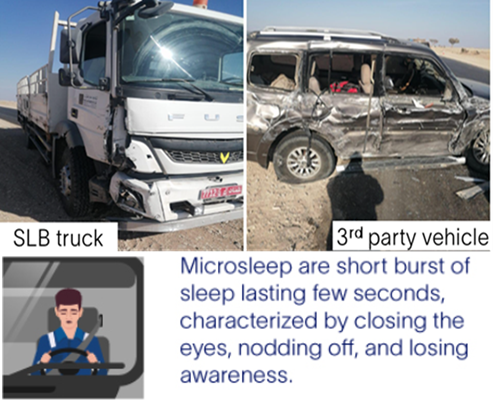 FUSO
SLB truck
3rd party vehicle
Microsleep are short burst of
sleep lasting few seconds,
characterized by closing the
eyes, nodding off, and losing
awareness.